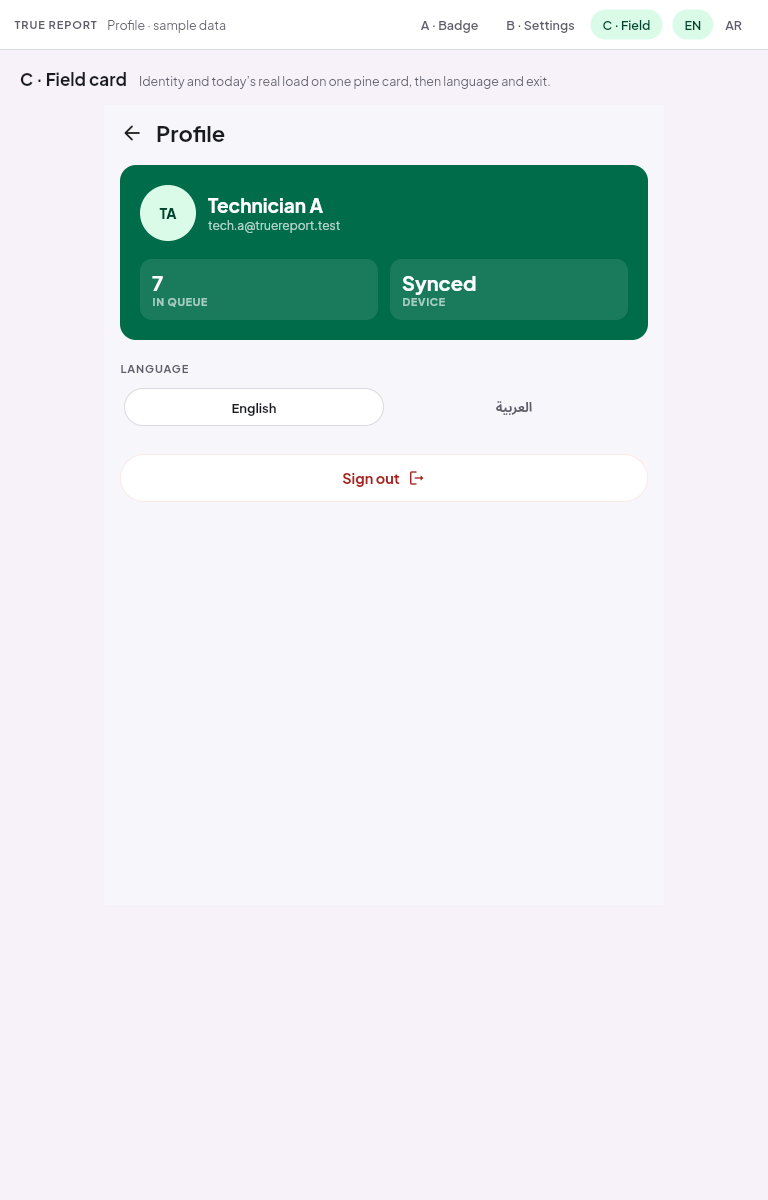 TRUE REPORT Profile · sample data A · Badge B · Settings C · Field EN AR
C · Field card Identity and today's real load on one pine card, then language and exit.
Profile
TA
Technician A
tech.a@truereport.test
7
IN QUEUE
Synced
DEVICE
LANGUAGE
English العربية
Sign out